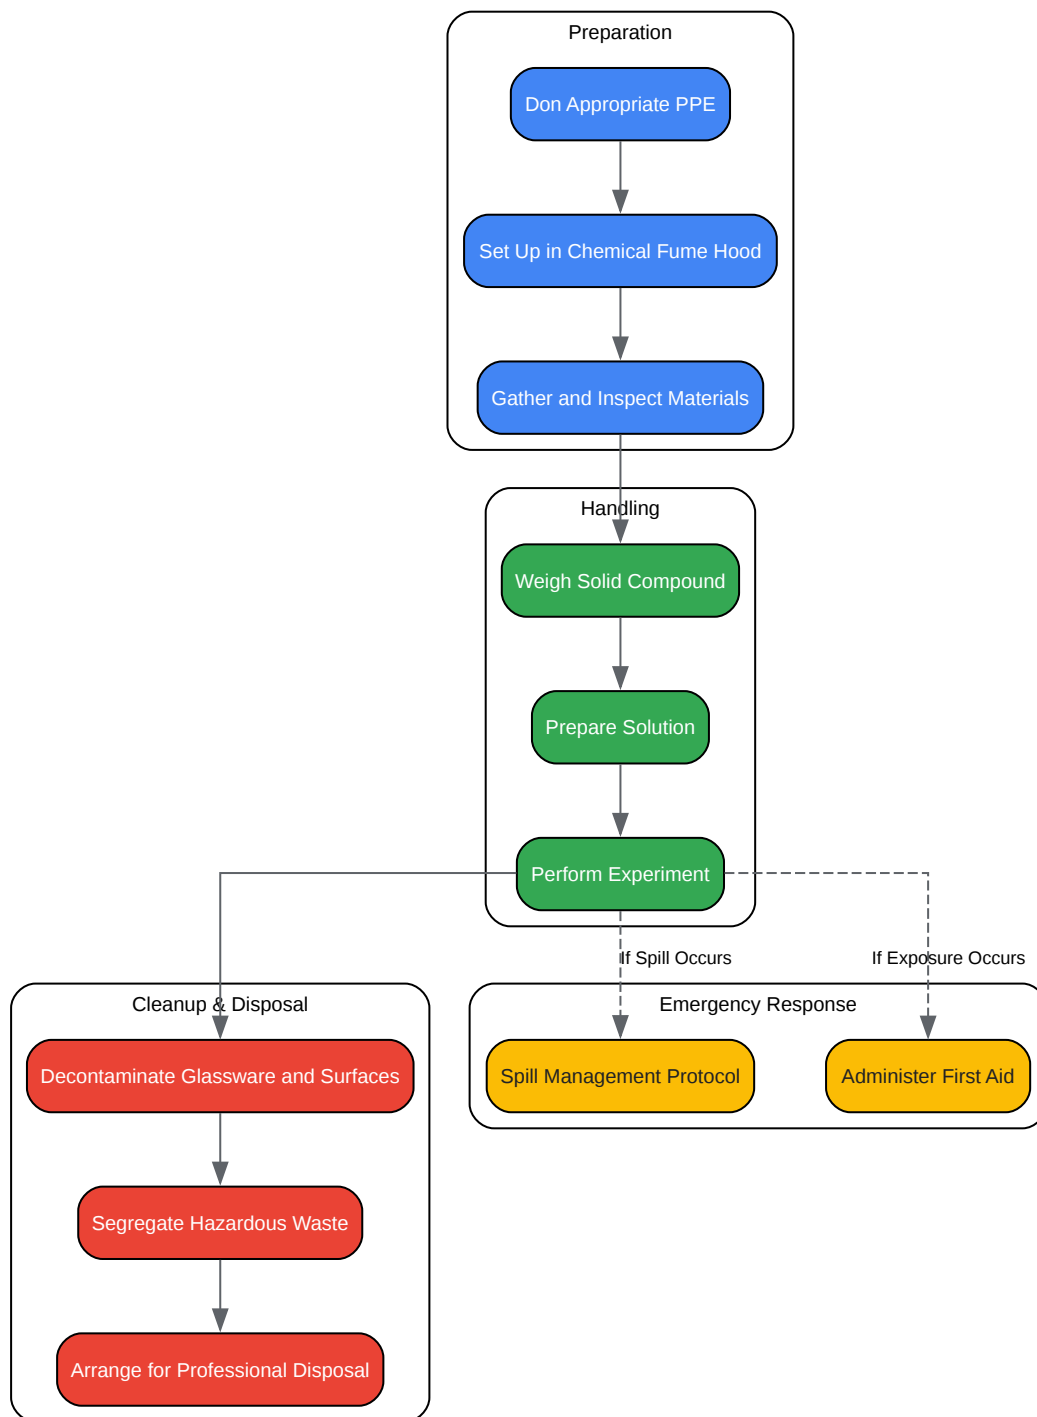 Preparation
Don Appropriate PPE
Set Up in Chemical Fume Hood
Gather and Inspect Materials
Handling
Weigh Solid Compound
Prepare Solution
Perform Experiment
If Spill Occurs
If Exposure Occurs
Cleanup & Disposal
Decontaminate Glassware and Surfaces
Segregate Hazardous Waste
Arrange for Professional Disposal
Emergency Response
Spill Management Protocol
Administer First Aid